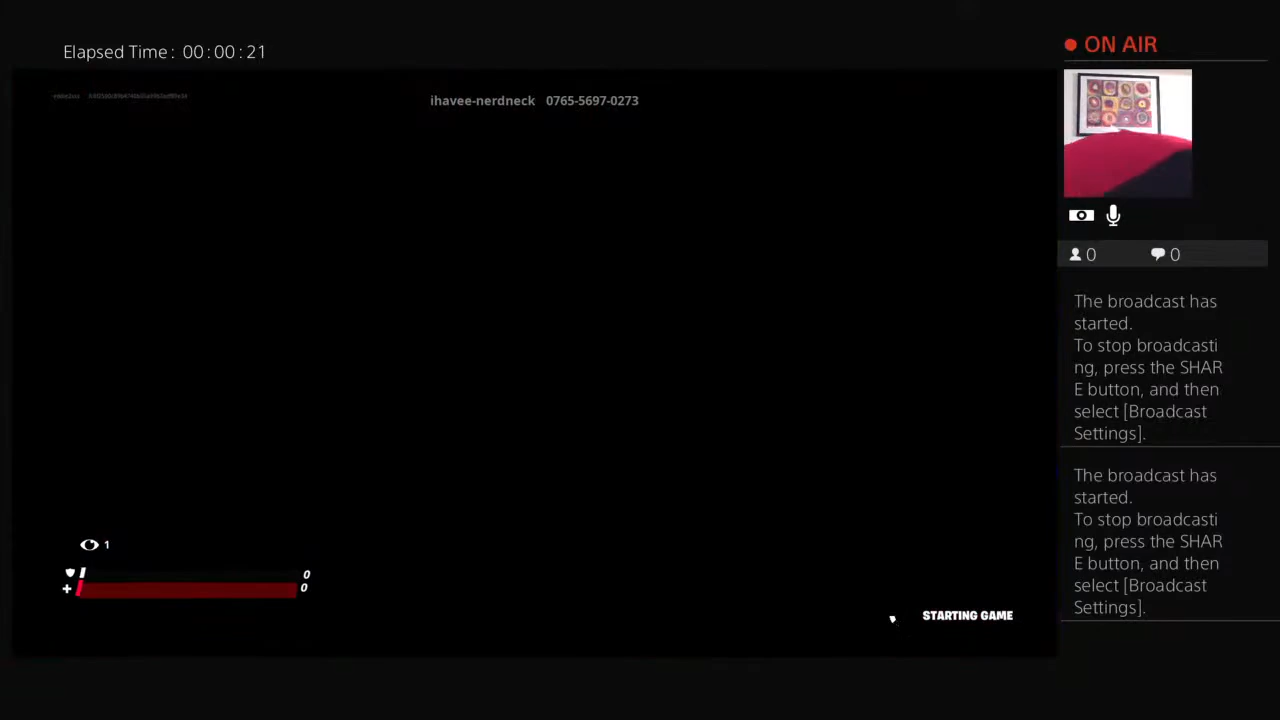 Elapsed Time: 00:00:21
ON AIR
ihavee-nerdneck 0765-5697-0273
0 0
The broadcast has
started.
To stop broadcasti
ng, press the SHAR
E button, and then
select [Broadcast
Settings].
The broadcast has
started.
To stop broadcasti
ng, press the SHAR
E button, and then
select [Broadcast
Settings].
1
0
0
STARTING GAME